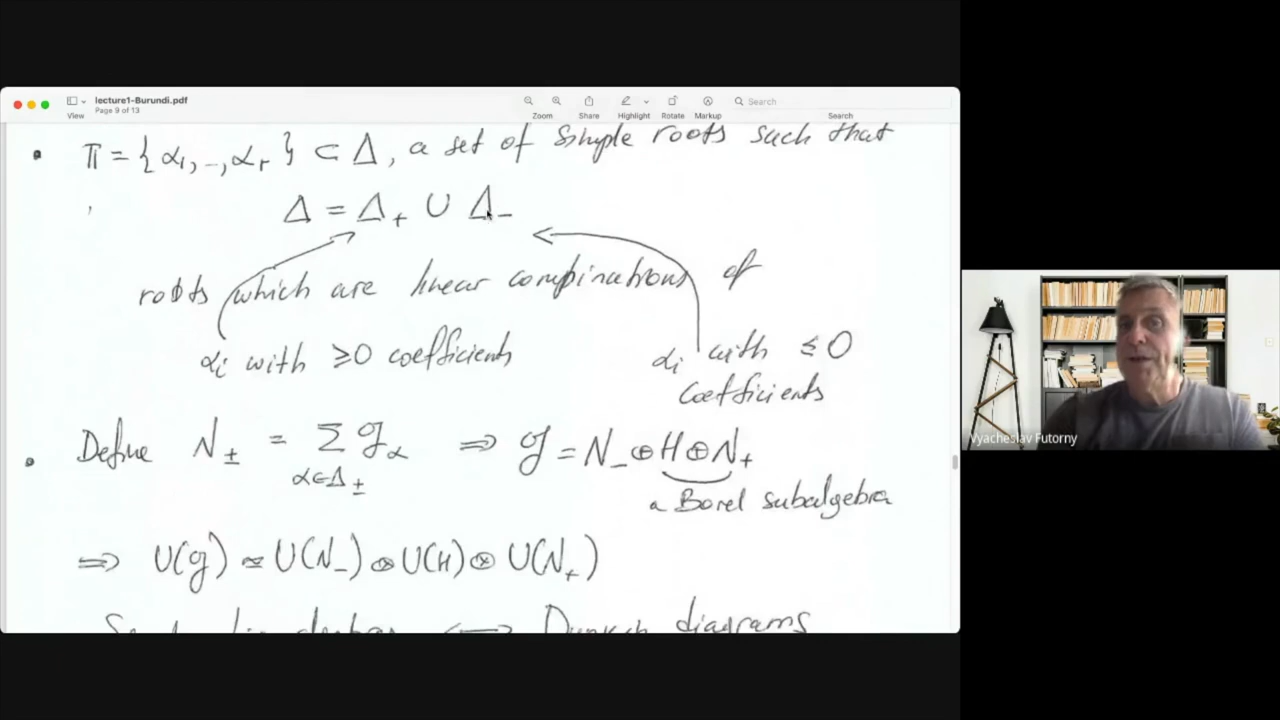 lecture1-Burundi.pdf
Page 9 of 13
View
Zoom
Share
Highlight
Rotate
Markup
Search
Search
• Π = {α₁, .., αᵣ} ⊂ Δ, a set of simple roots such that
Δ = Δ₊ ∪ Δ₋
roots which are linear combinations of
αᵢ with ≥0 coefficients
αᵢ with ≤ 0
coefficients
• Define N± = Σ g_α ⇒ g = N₋ ⊕ H ⊕ N₊
α∈Δ±
a Borel subalgebra
⇒ U(g) ≃ U(N₋) ⊗ U(H) ⊗ U(N₊)
⟺ Dynkin diagrams
Vyacheslav Futorny